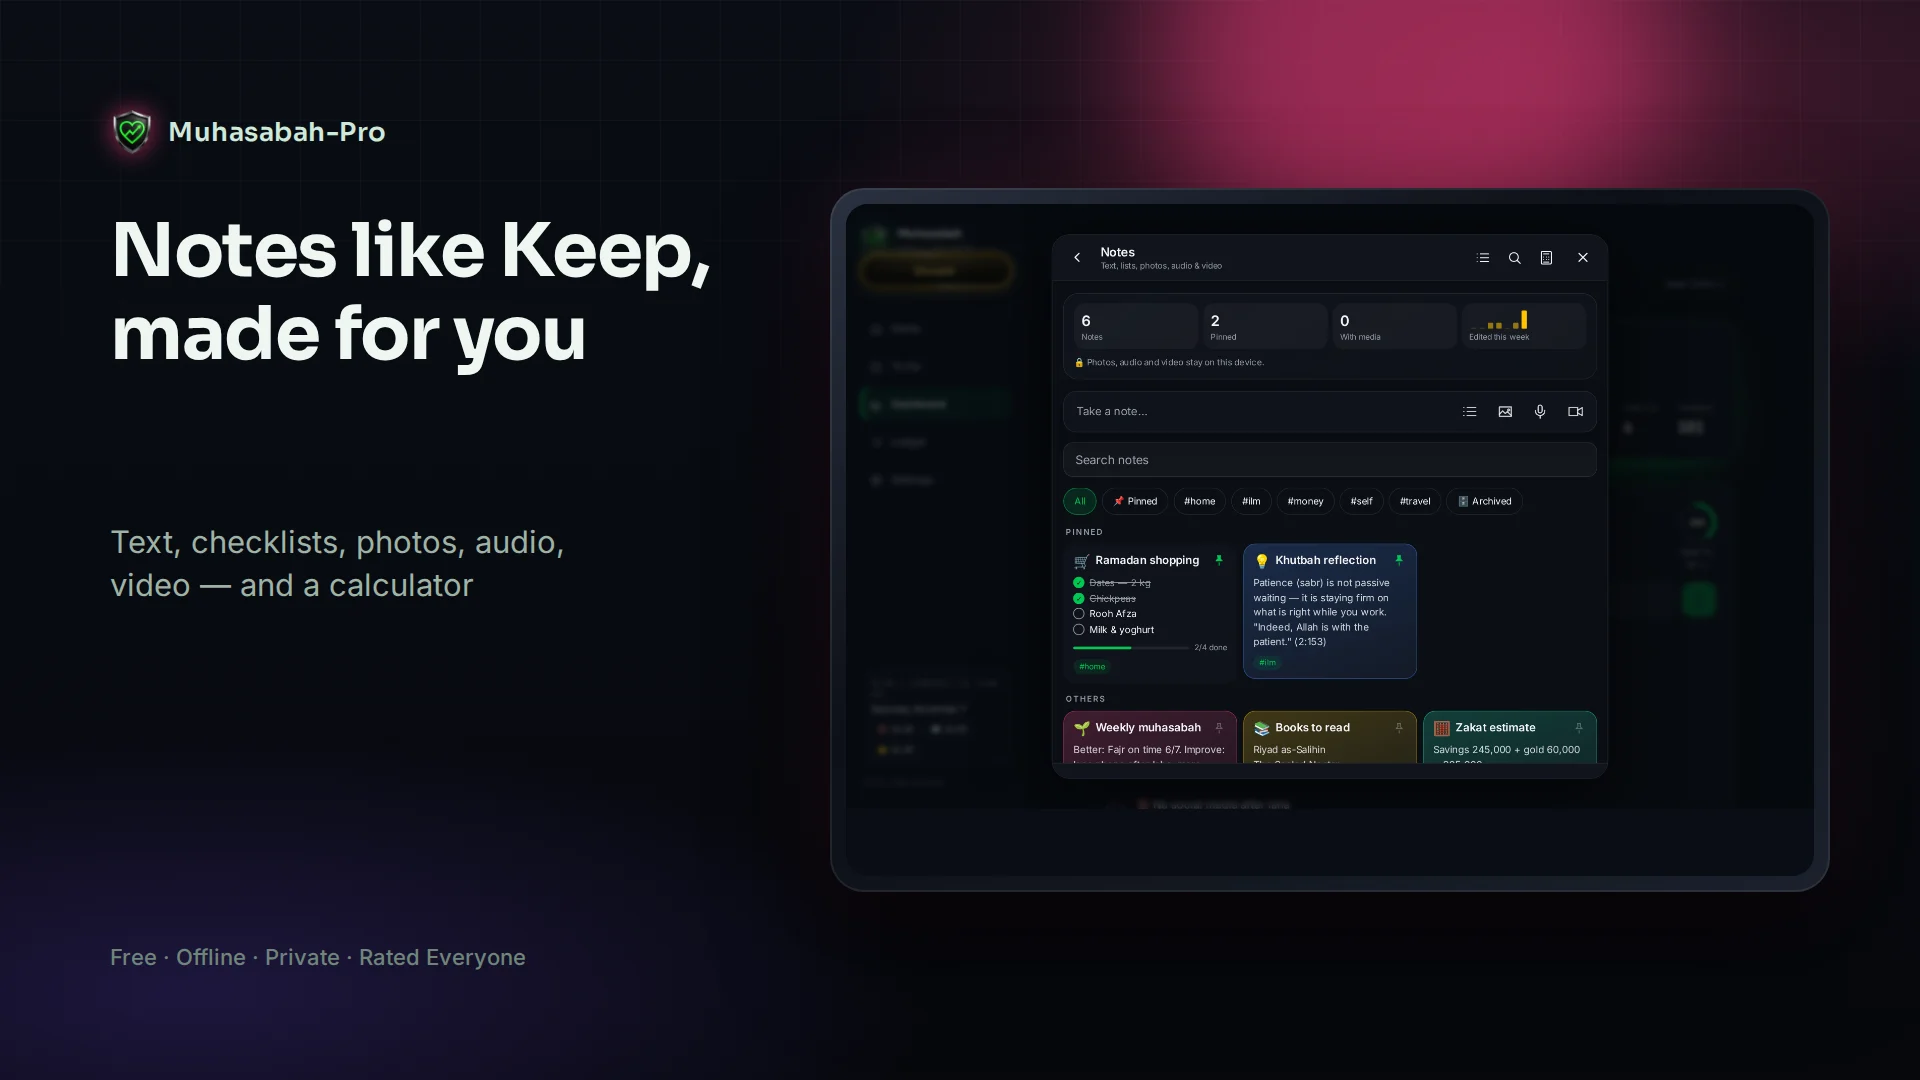 Muhasabah-Pro
Notes like Keep,
made for you
Text, checklists, photos, audio,
video — and a calculator
Free · Offline · Private · Rated Everyone
Muhasabah
Dashboard
Notes
Text, lists, photos, audio & video
6
Notes
2
Pinned
0
With media
Edited this week
🔒 Photos, audio and video stay on this device.
Take a note...
Search notes
All
📌 Pinned
#home
#ilm
#money
#self
#travel
🗄️ Archived
PINNED
🛒 Ramadan shopping
Dates — 2 kg
Chickpeas
Rooh Afza
Milk & yoghurt
2/4 done
#home
💡 Khutbah reflection
Patience (sabr) is not passive
waiting — it is staying firm on
what is right while you work.
"Indeed, Allah is with the
patient." (2:153)
#ilm
OTHERS
🌱 Weekly muhasabah
Better: Fajr on time 6/7. Improve:
📚 Books to read
Riyad as-Salihin
🧮 Zakat estimate
Savings 245,000 + gold 60,000